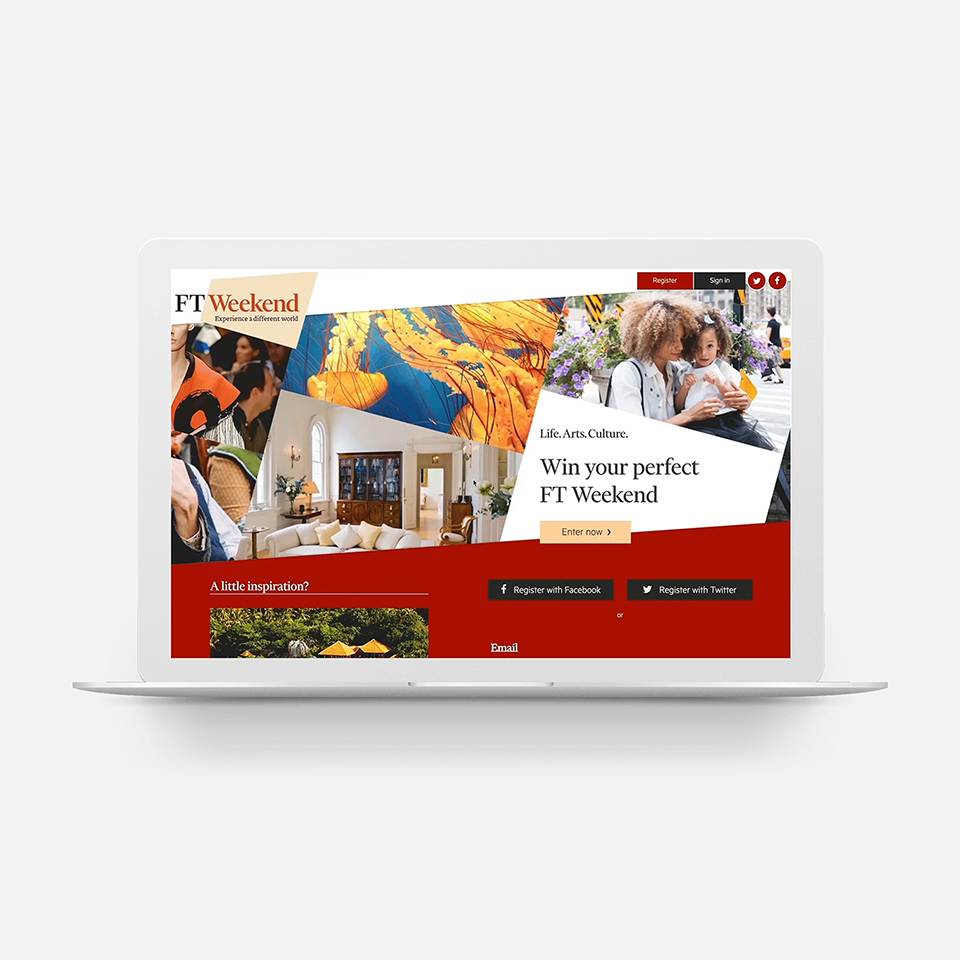 Register
Sign in
FT Weekend
Experience a different world
Life. Arts. Culture.
Win your perfect
FT Weekend
Enter now
A little inspiration?
Register with Facebook
Register with Twitter
or
Email